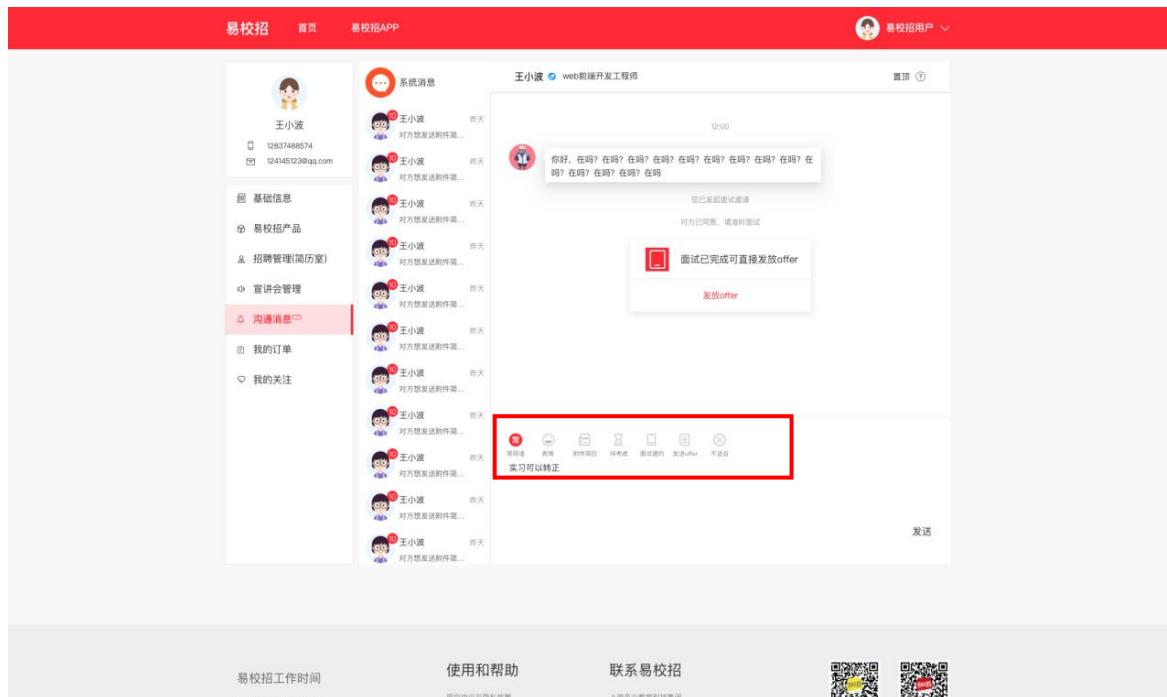 易校招 首页 易校招APP 易校招用户
王小波
12837488574
124145123@qq.com
基础信息
易校招产品
招聘管理(简历室)
宣讲会管理
沟通消息
我的订单
我的关注
系统消息
10 王小波 昨天
对方想发送附件简...
10 王小波 昨天
对方想发送附件简...
10 王小波 昨天
对方想发送附件简...
10 王小波 昨天
对方想发送附件简...
10 王小波 昨天
对方想发送附件简...
10 王小波 昨天
对方想发送附件简...
10 王小波 昨天
对方想发送附件简...
10 王小波 昨天
对方想发送附件简...
10 王小波 昨天
对方想发送附件简...
10 王小波 昨天
对方想发送附件简...
10 王小波 昨天
对方想发送附件简...
王小波 web前端开发工程师 置顶
12:00
你好，在吗？在吗？在吗？在吗？在吗？在吗？在吗？在吗？在吗？在
吗？在吗？在吗？在吗？在吗
您已发起面试邀请
对方已同意，请准时面试
面试已完成可直接发放offer
发放offer
常
常用语 表情 附件简历 待考虑 面试邀约 发送offer 不适合
实习可以转正
发送
易校招工作时间
使用和帮助
联系易校招